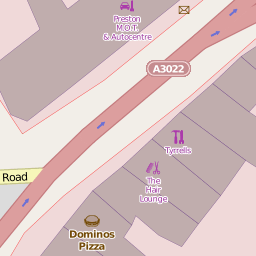 Preston
M.O.T.
& Autocentre
A3022
Tyrrells
The
Hair
Lounge
Road
Dominos
Pizza